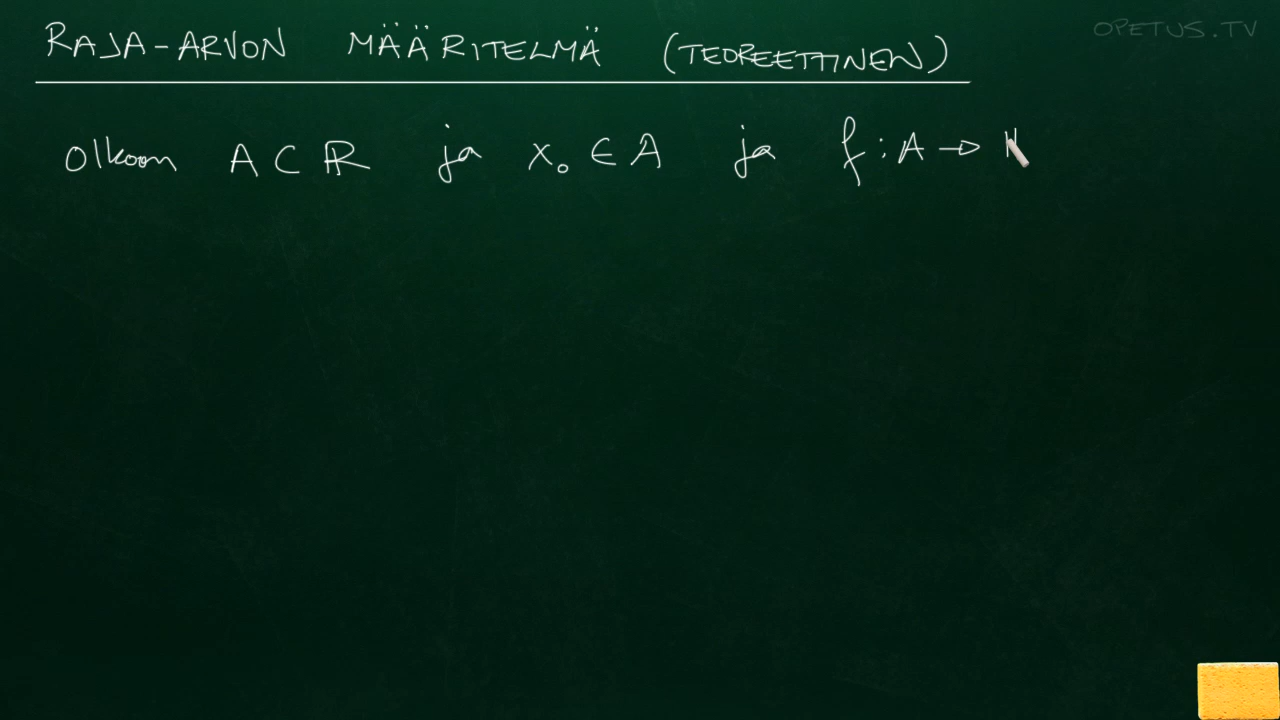 RAJA-ARVON MÄÄRITELMÄ (TEOREETTINEN)
OPETUS.TV
Olkoon A ⊂ ℝ ja x₀ ∈ A ja f: A →